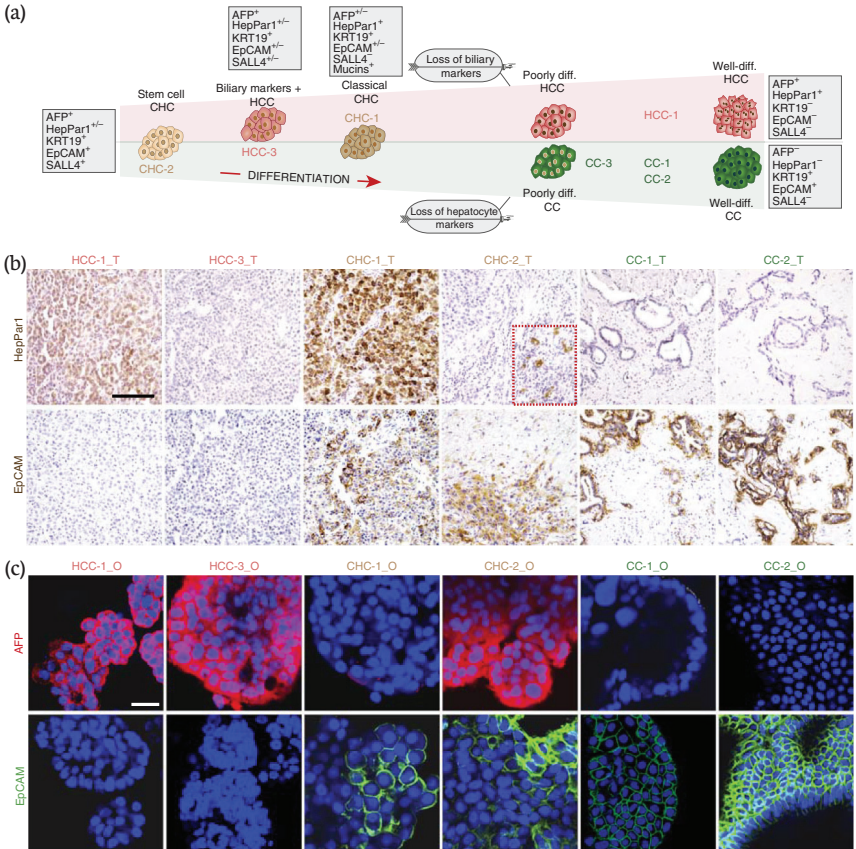 (a)
AFP⁺
HepPar1⁺/⁻
KRT19⁺
EpCAM⁺/⁻
SALL4⁺/⁻
AFP⁺/⁻
HepPar1⁺
KRT19⁺
EpCAM⁺/⁻
SALL4⁻
Mucins⁺
Loss of biliary
markers
Stem cell
CHC
Biliary markers +
HCC
Classical
CHC
Poorly diff.
HCC
Well-diff.
HCC
AFP⁺
HepPar1⁺/⁻
KRT19⁺
EpCAM⁺
SALL4⁺
CHC-2
HCC-3
CHC-1
HCC-1
AFP⁺
HepPar1⁺
KRT19⁻
EpCAM⁻
SALL4⁻
DIFFERENTIATION
CC-3
CC-1
CC-2
AFP⁻
HepPar1⁻
KRT19⁺
EpCAM⁺
SALL4⁻
Poorly diff.
CC
Well-diff.
CC
Loss of hepatocyte
markers
(b)
HCC-1_T
HCC-3_T
CHC-1_T
CHC-2_T
CC-1_T
CC-2_T
HepPar1
EpCAM
(c)
HCC-1_O
HCC-3_O
CHC-1_O
CHC-2_O
CC-1_O
CC-2_O
AFP
EpCAM